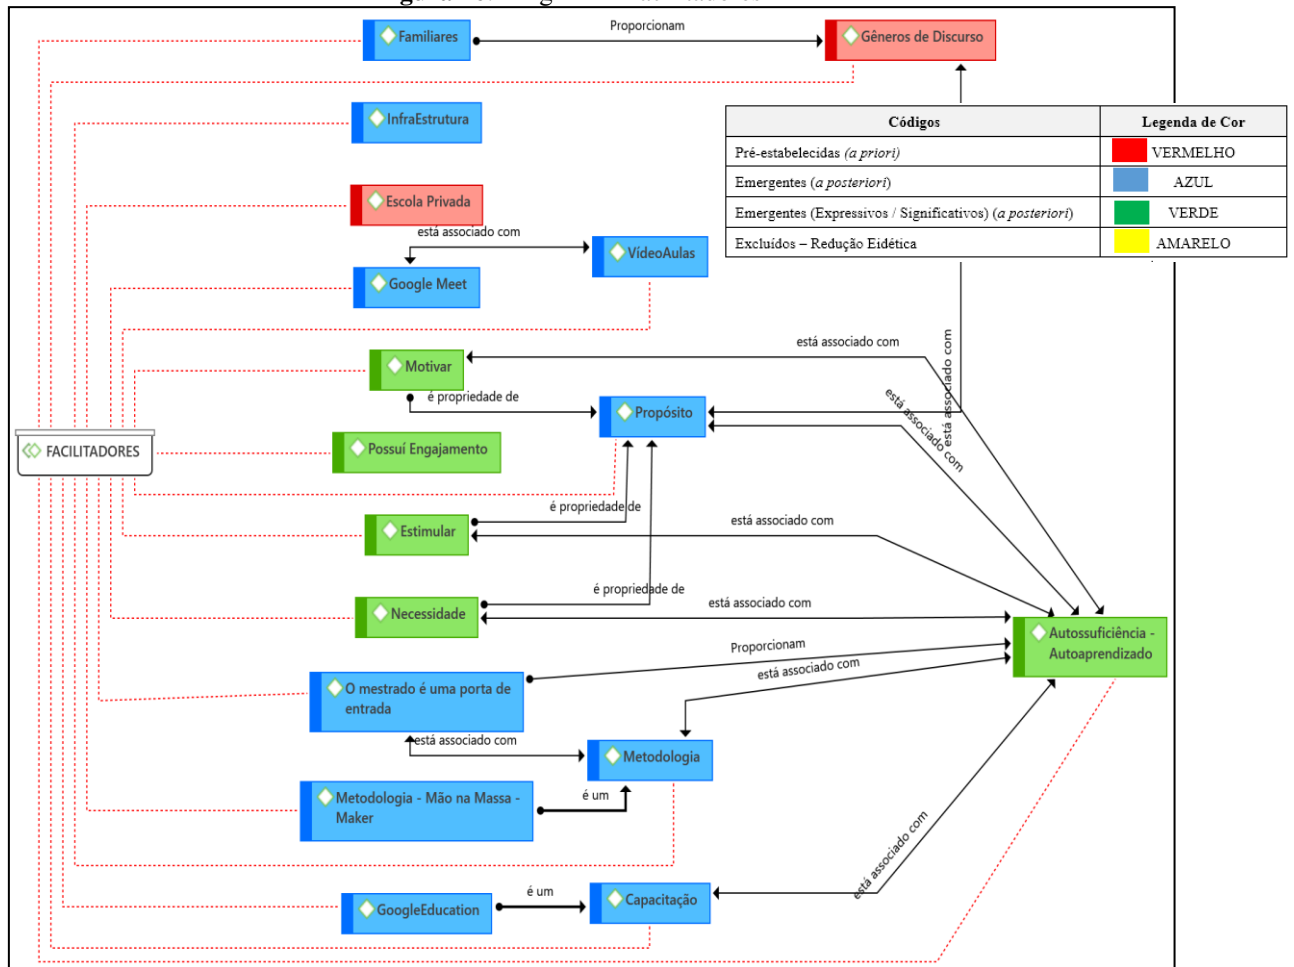 Proporcionam
Familiares
Gêneros de Discurso
InfraEstrutura
Códigos
Legenda de Cor
Pré-estabelecidas (a priori)
VERMELHO
Emergentes (a posteriori)
AZUL
Emergentes (Expressivos / Significativos) (a posteriori)
VERDE
Excluídos – Redução Eidética
AMARELO
Escola Privada
está associado com
VídeoAulas
Google Meet
está associado com
está associado com
Motivar
é propriedade de
Propósito
está associado com
FACILITADORES
Possuí Engajamento
é propriedade de
Estimular
está associado com
é propriedade de
Necessidade
está associado com
Autossuficiência -
Autoaprendizado
Proporcionam
está associado com
O mestrado é uma porta de
entrada
está associado com
Metodologia
Metodologia - Mão na Massa -
Maker
é um
está associado com
é um
GoogleEducation
Capacitação